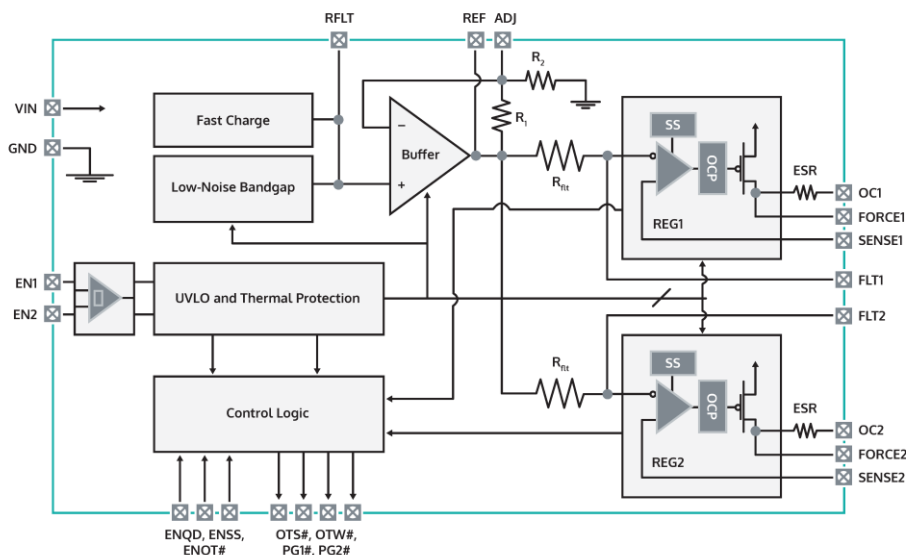 RFLT
REF
ADJ
R2
VIN
Fast Charge
R1
SS
GND
Buffer
OCP
ESR
OC1
Low-Noise Bandgap
Rflt
FORCE1
REG1
SENSE1
EN1
FLT1
UVLO and Thermal Protection
EN2
FLT2
Rflt
SS
OCP
ESR
Control Logic
OC2
FORCE2
REG2
SENSE2
ENQD, ENSS,
ENOT#
OTS#, OTW#,
PG1#, PG2#